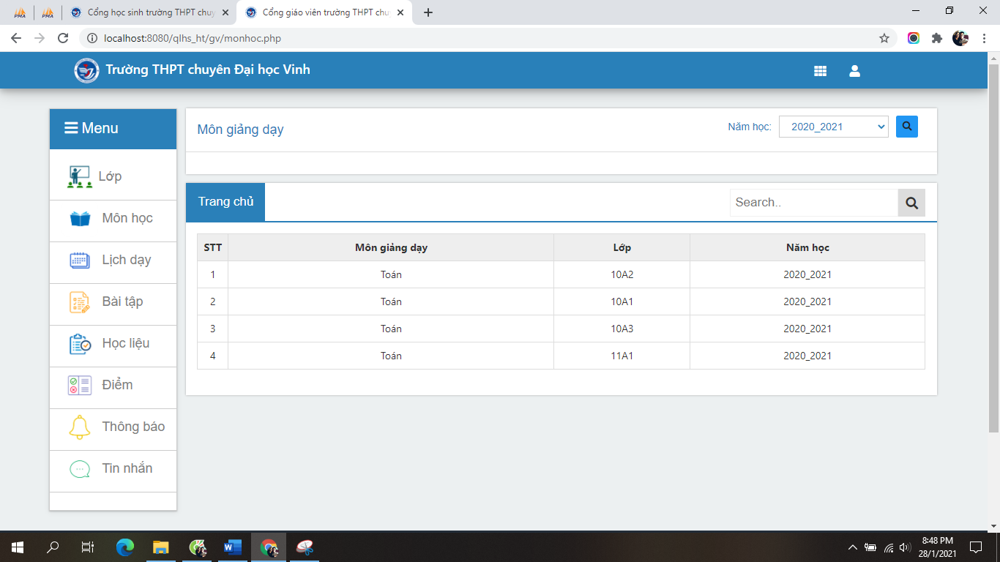 PMA PMA Cổng học sinh trường THPT chuy Cổng giáo viên trường THPT chu
localhost:8080/qlhs_ht/gv/monhoc.php
Trường THPT chuyên Đại học Vinh
Menu
Môn giảng dạy
Năm học: 2020_2021
Lớp
Môn học
Lịch dạy
Bài tập
Học liệu
Điểm
Thông báo
Tin nhắn
Trang chủ
Search..
STT Môn giảng dạy Lớp Năm học
1 Toán 10A2 2020_2021
2 Toán 10A1 2020_2021
3 Toán 10A3 2020_2021
4 Toán 11A1 2020_2021
8:48 PM
28/1/2021